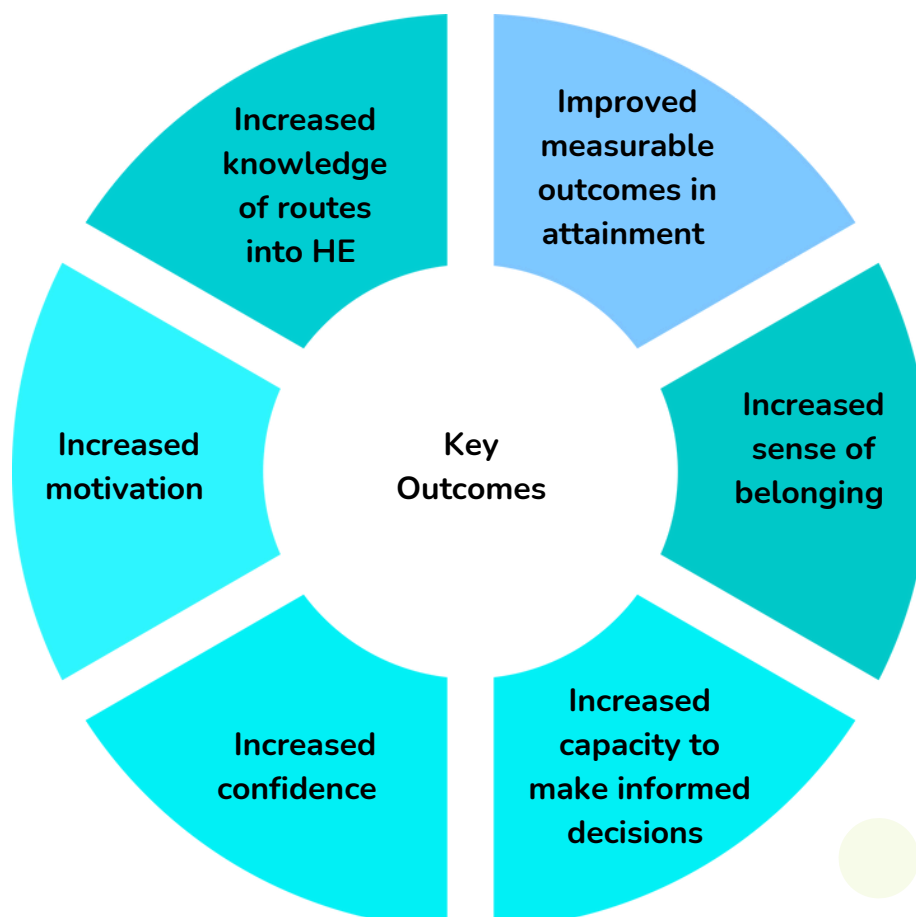 Improved
measurable
outcomes in
attainment
Increased
sense of
belonging
Increased
capacity to
make informed
decisions
Increased
confidence
Increased
motivation
Increased
knowledge
of routes
into HE
Key
Outcomes